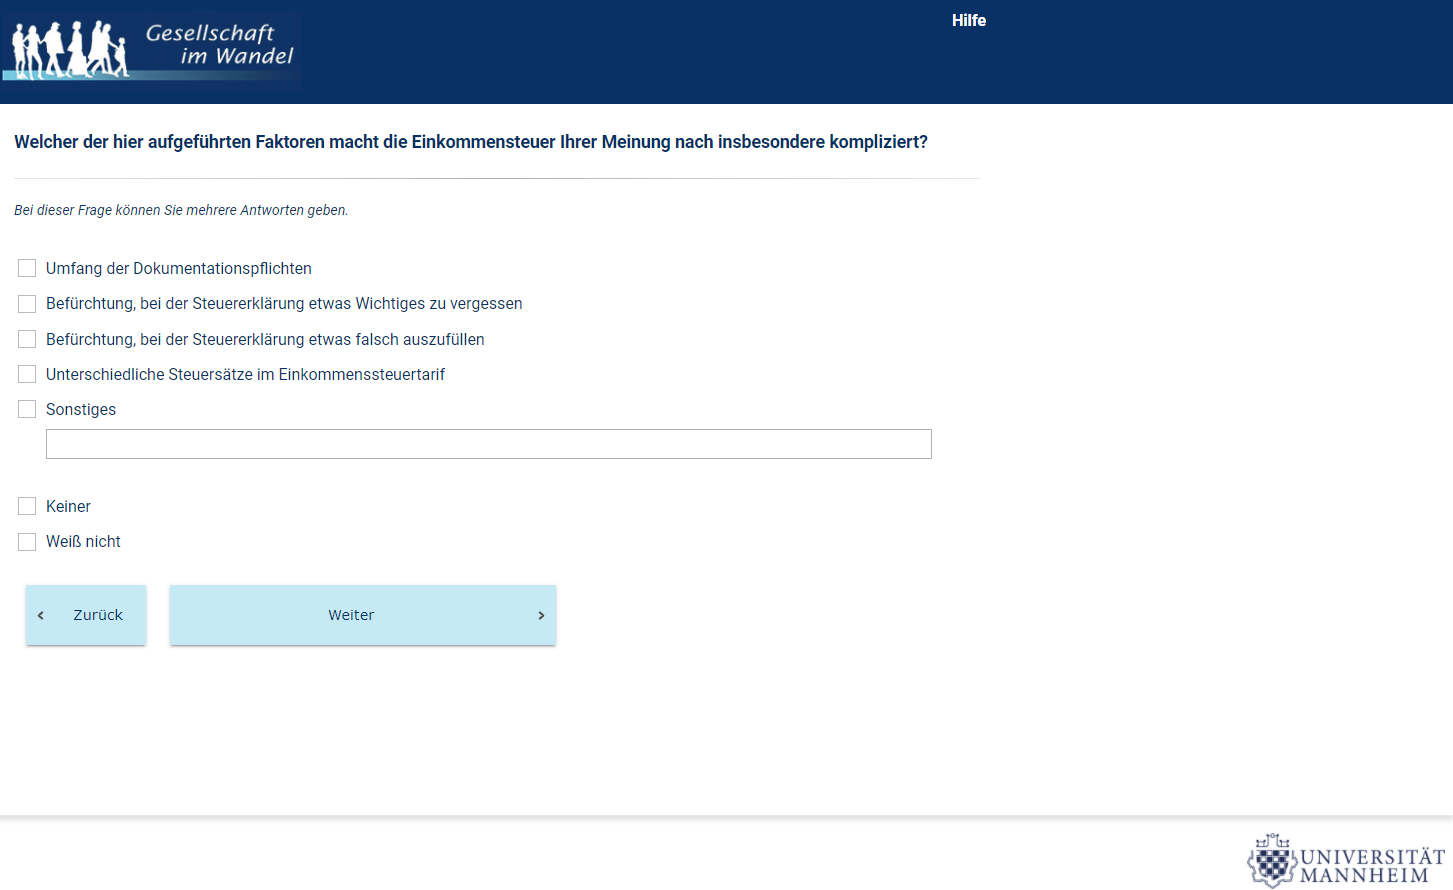 Gesellschaft
im Wandel
Hilfe
Welcher der hier aufgeführten Faktoren macht die Einkommensteuer Ihrer Meinung nach insbesondere kompliziert?
Bei dieser Frage können Sie mehrere Antworten geben.
Umfang der Dokumentationspflichten
Befürchtung, bei der Steuererklärung etwas Wichtiges zu vergessen
Befürchtung, bei der Steuererklärung etwas falsch auszufüllen
Unterschiedliche Steuersätze im Einkommenssteuertarif
Sonstiges
Keiner
Weiß nicht
Zurück
Weiter
UNIVERSITÄT
MANNHEIM